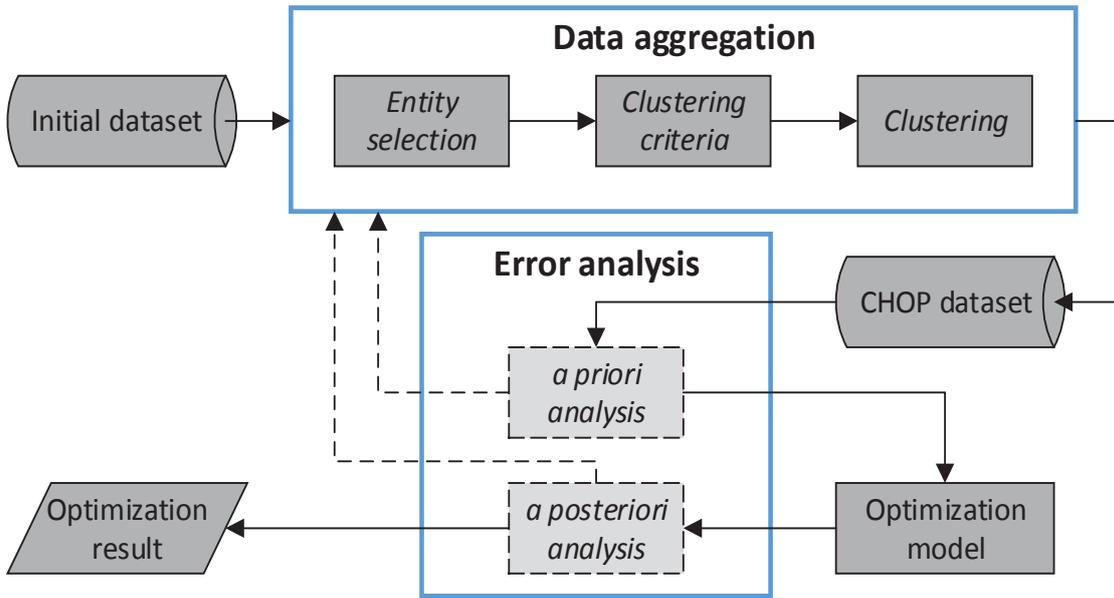 Data aggregation
Initial dataset
Entity
selection
Clustering
criteria
Clustering
Error analysis
CHOP dataset
a priori
analysis
Optimization
result
a posteriori
analysis
Optimization
model